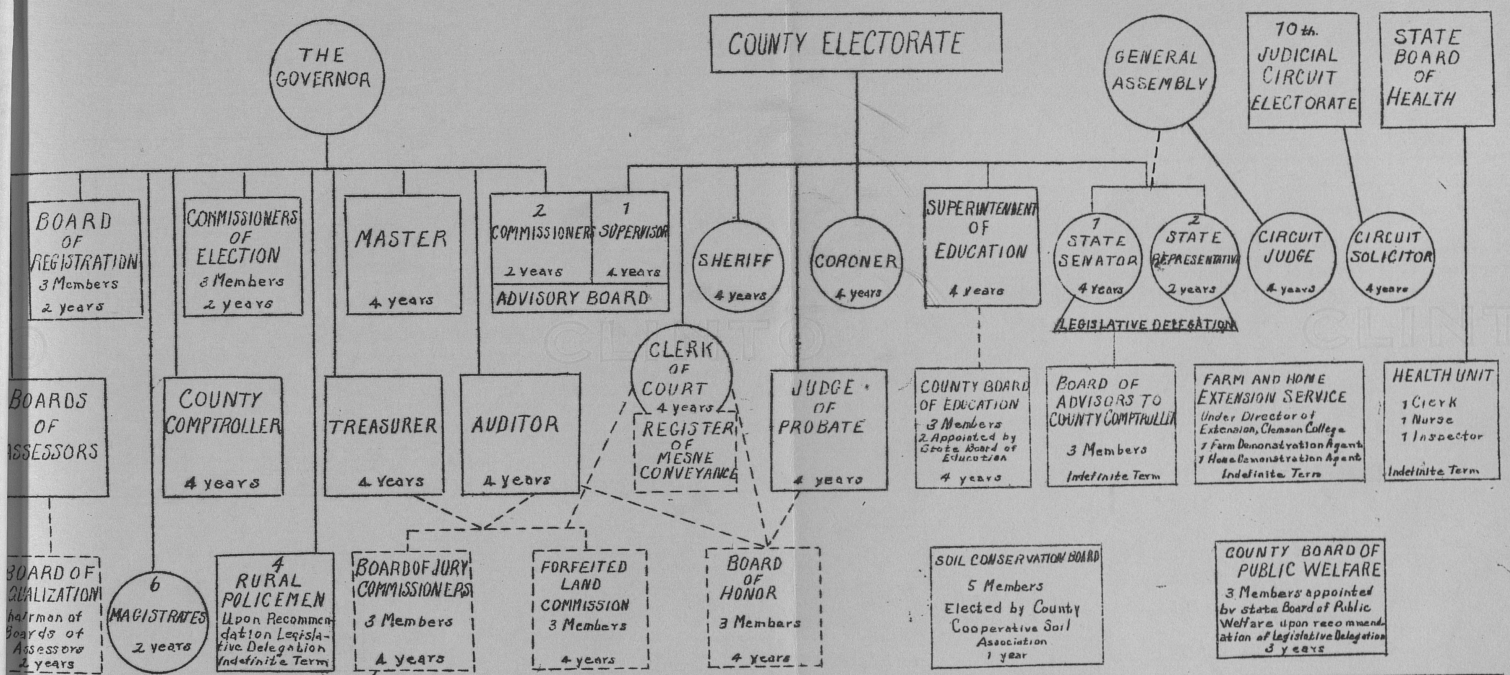 THE
GOVERNOR
COUNTY ELECTORATE
GENERAL
ASSEMBLY
10th.
JUDICIAL
CIRCUIT
ELECTORATE
STATE
BOARD
OF
HEALTH
BOARD
OF
REGISTRATION
3 Members
2 years
COMMISSIONERS
OF
ELECTION
3 Members
2 years
MASTER
4 years
2
COMMISSIONERS
2 years
1
SUPERVISOR
4 years
ADVISORY BOARD
SHERIFF
4 years
CORONER
4 years
SUPERINTENDENT
OF
EDUCATION
4 years
1
STATE
SENATOR
4 years
2
STATE
REPRESENTATIVE
2 years
LEGISLATIVE DELEGATION
CIRCUIT
JUDGE
4 years
CIRCUIT
SOLICITOR
4 years
BOARDS
OF
ASSESSORS
COUNTY
COMPTROLLER
4 years
TREASURER
4 years
AUDITOR
4 years
CLERK
OF
COURT
4 years
REGISTER
OF
MESNE
CONVEYANCE
JUDGE
OF
PROBATE
4 years
COUNTY BOARD
OF EDUCATION
3 Members
2 Appointed by
State Board of
Education
4 years
BOARD OF
ADVISORS TO
COUNTY COMPTROLLER
3 Members
Indefinite Term
FARM AND HOME
EXTENSION SERVICE
Under Director of
Extension, Clemson College
1 Farm Demonstration Agent
1 Home Demonstration Agent
Indefinite Term
HEALTH UNIT
1 Clerk
1 Nurse
1 Inspector
Indefinite Term
BOARD OF
QUALIZATION
hairman of
Boards of
Assessors
2 years
6
MAGISTRATES
2 years
4
RURAL
POLICEMEN
Upon Recommen-
dation Legisla-
tive Delegation
Indefinite Term
BOARD OF JURY
COMMISSIONERS
3 Members
4 years
FORFEITED
LAND
COMMISSION
3 Members
4 years
BOARD
OF
HONOR
3 Members
4 years
SOIL CONSERVATION BOARD
5 Members
Elected by County
Cooperative Soil
Association
1 year
COUNTY BOARD OF
PUBLIC WELFARE
3 Members appointed
by state Board of Public
Welfare upon recommend-
ation of Legislative Delegation
3 years
CLINTO
CLINT